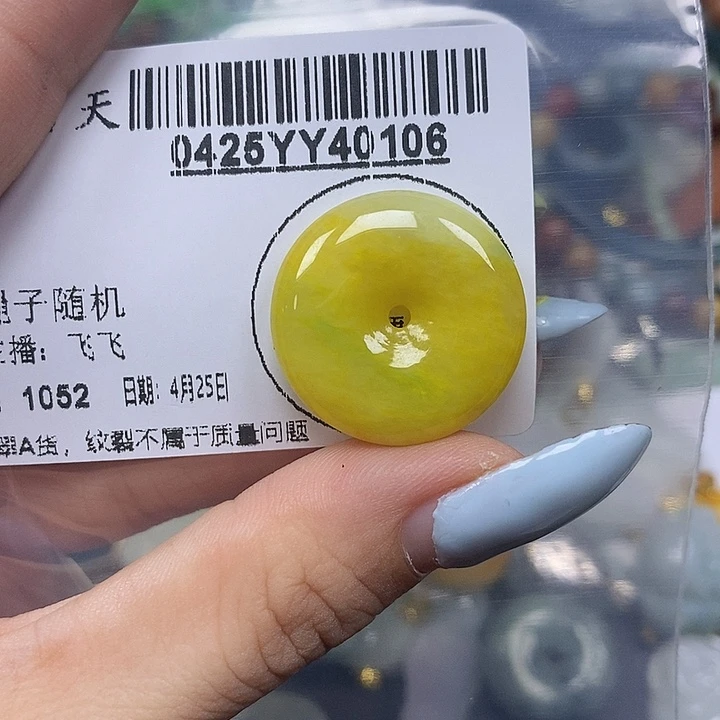 天
0425YY40106
子随机
播：飞飞
1052 日期：4月25日
翠A货，纹裂不属于质量问题